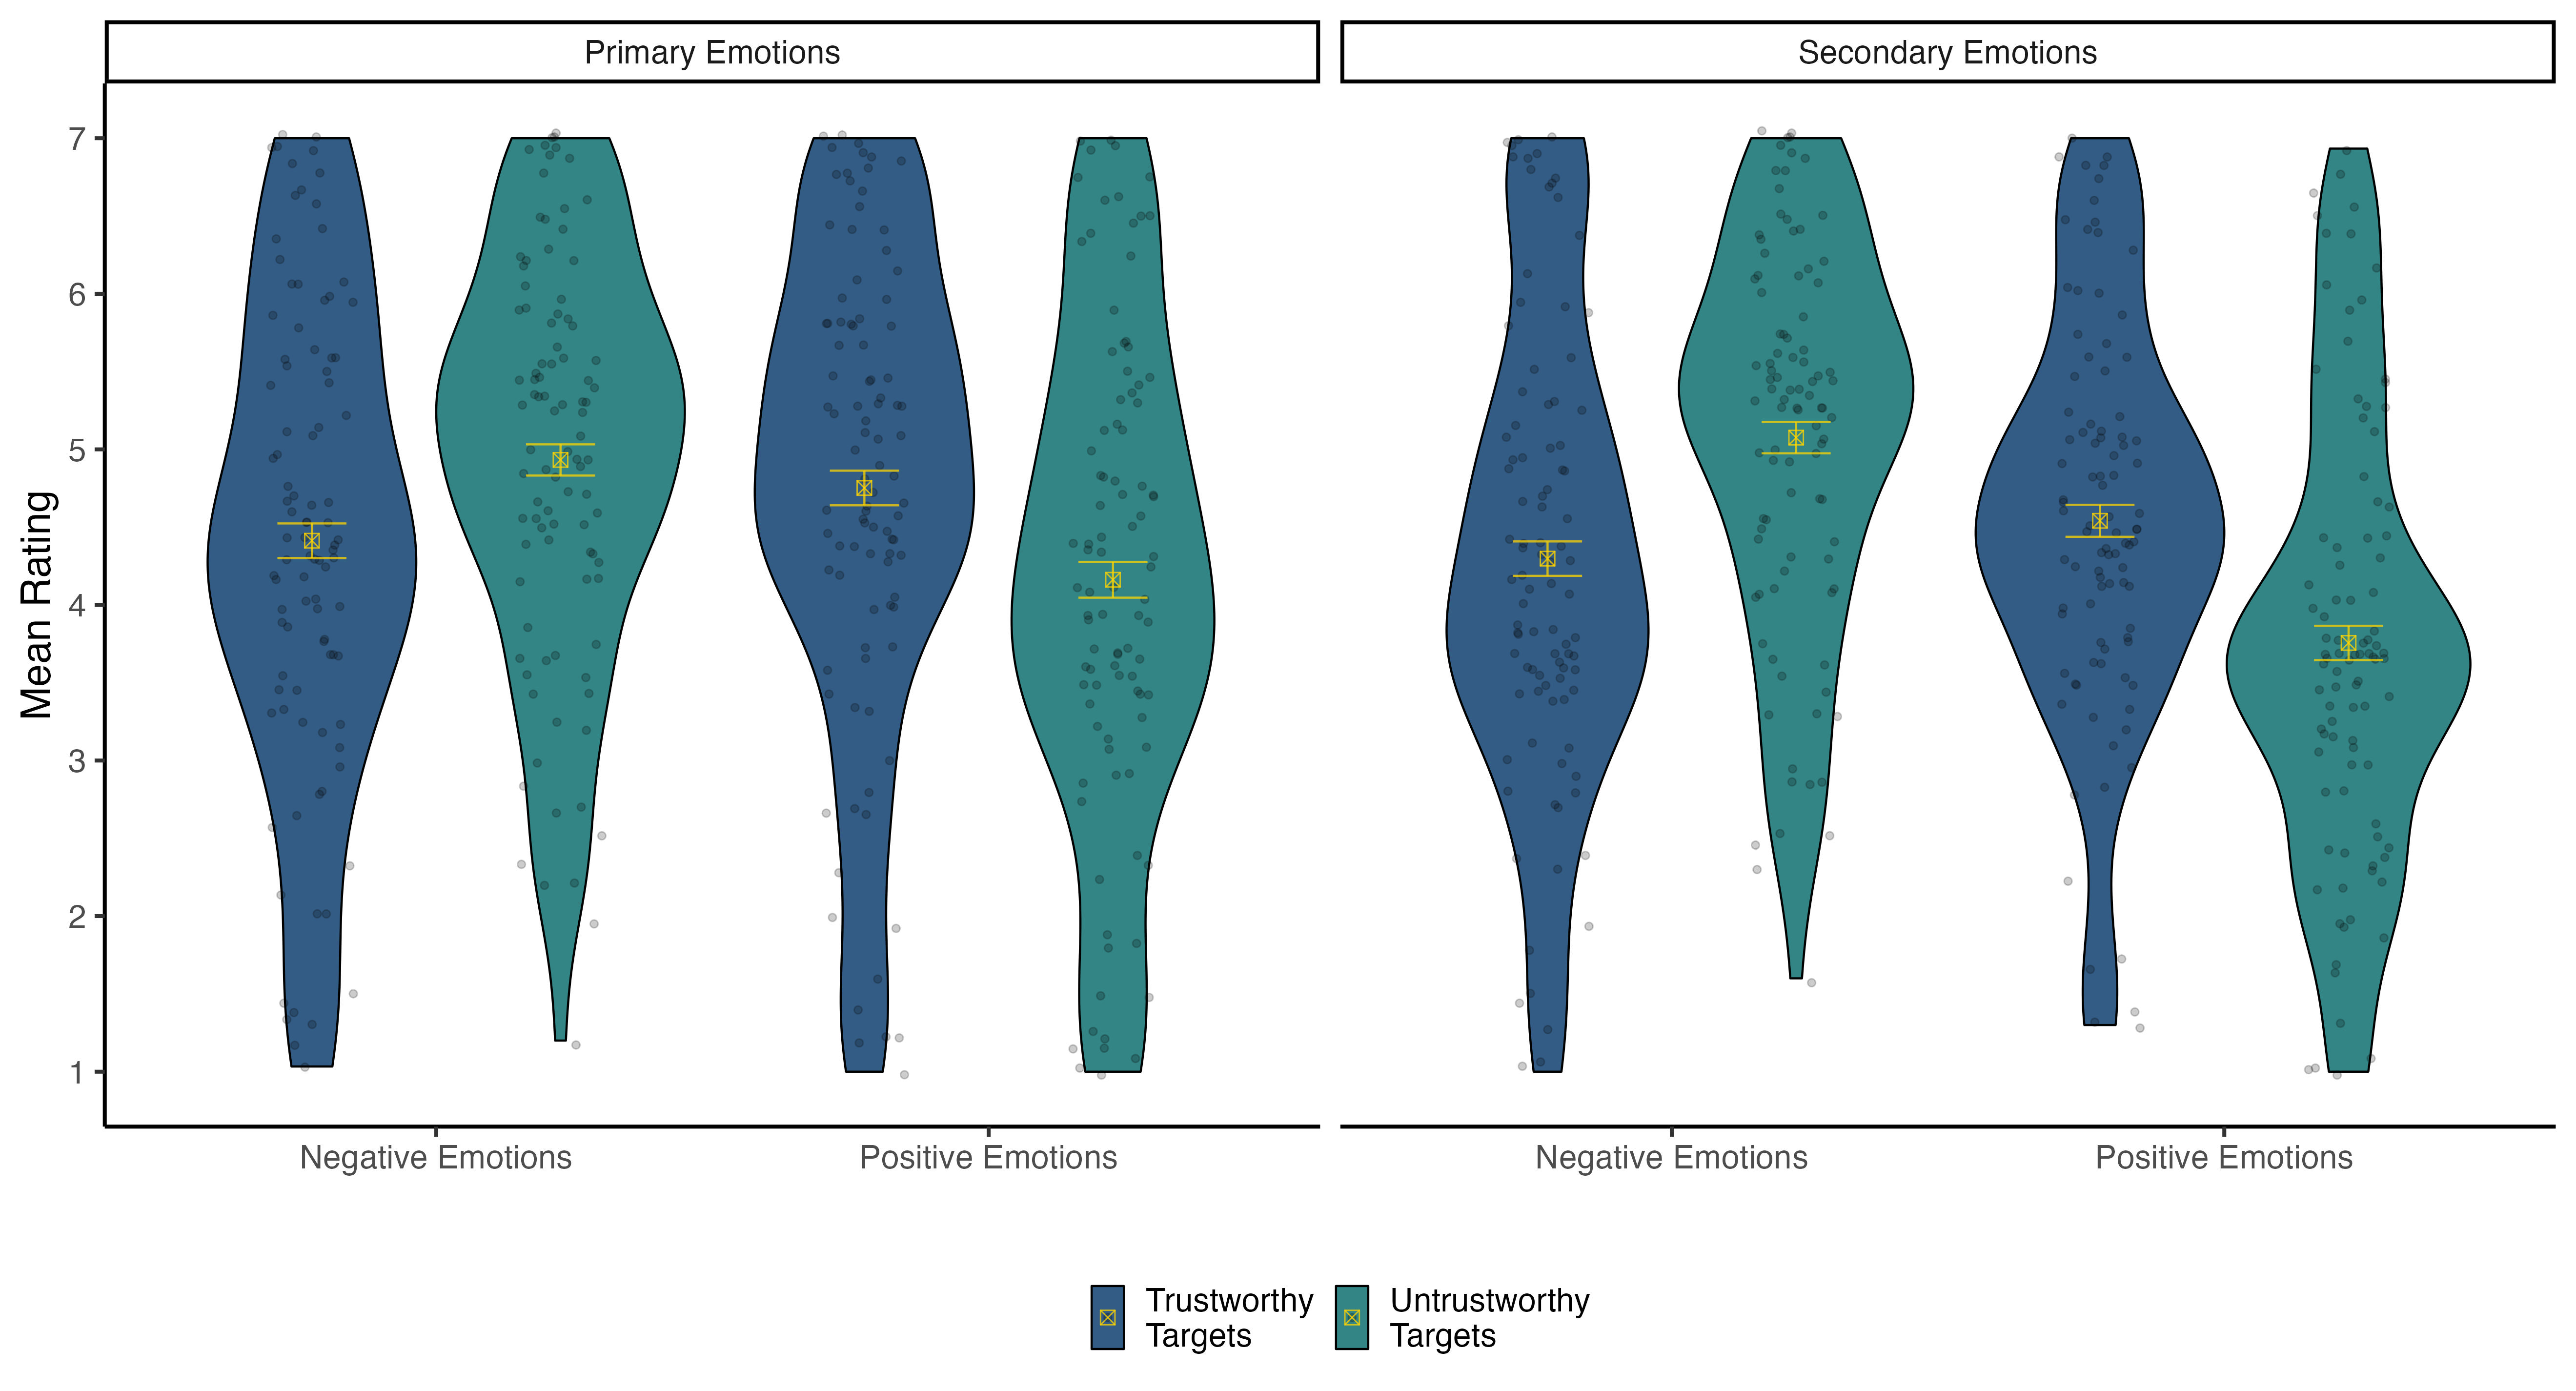 Primary Emotions
Secondary Emotions
Mean Rating
7
6
5
4
3
2
1
Negative Emotions
Positive Emotions
Negative Emotions
Positive Emotions
Trustworthy
Targets
Untrustworthy
Targets